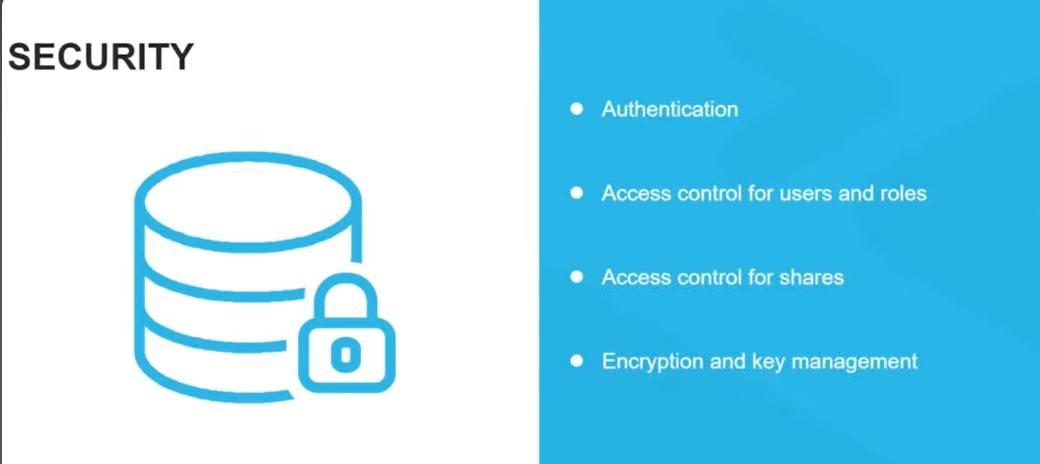 SECURITY
Authentication
Access control for users and roles
Access control for shares
Encryption and key management